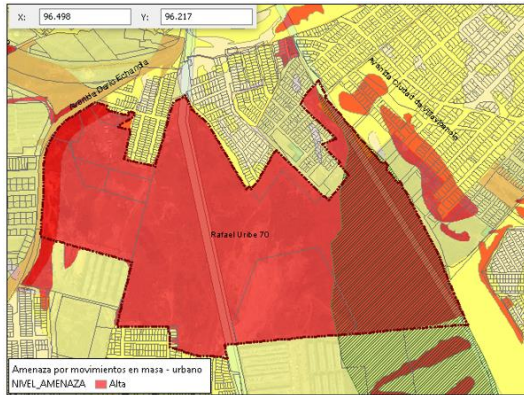 X: 96.498 Y: 96.217
Avenida Darío Echandía
Avenida Ciudad de Villavicencio
Rafael Uribe 70
Amenaza por movimientos en masa - urbano
NIVEL_AMENAZA Alta